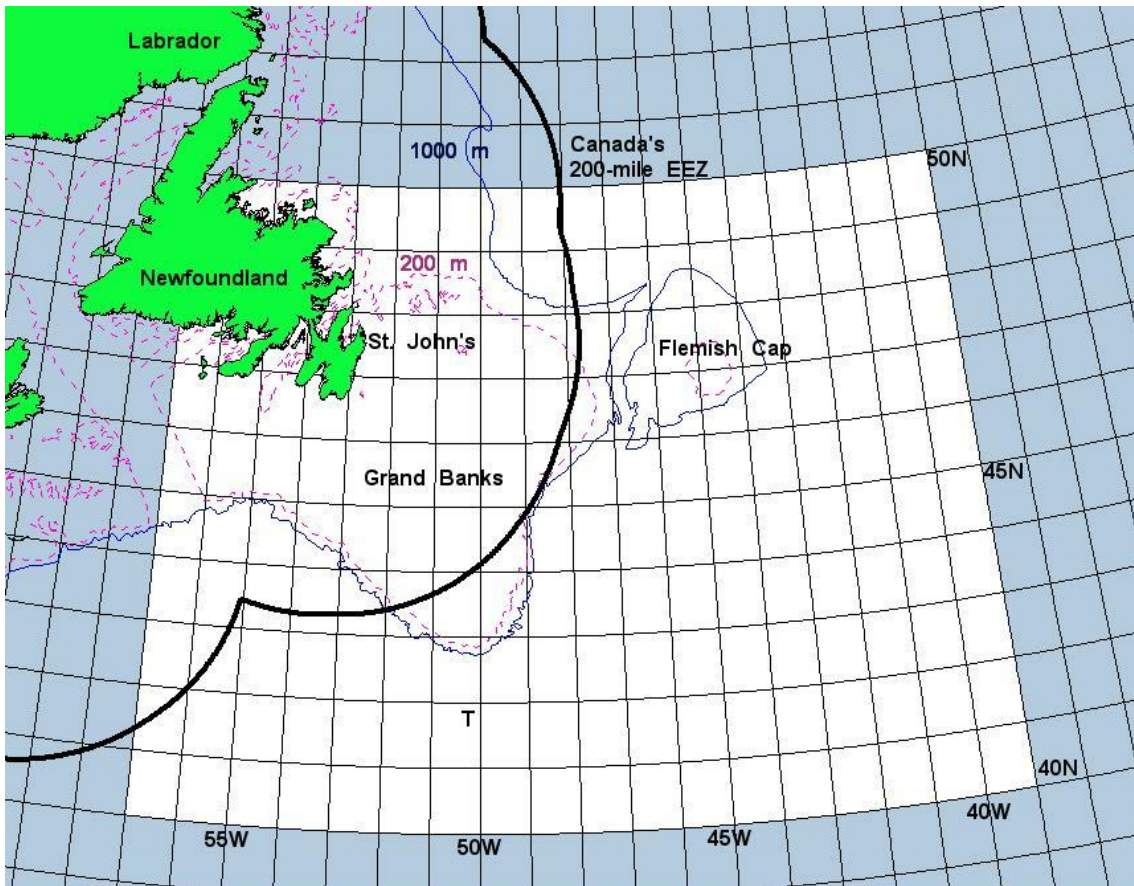 Labrador
1000 m
Canada's
200-mile EEZ
50N
200 m
Newfoundland
St. John's
Flemish Cap
Grand Banks
45N
T
40N
55W
50W
45W
40W